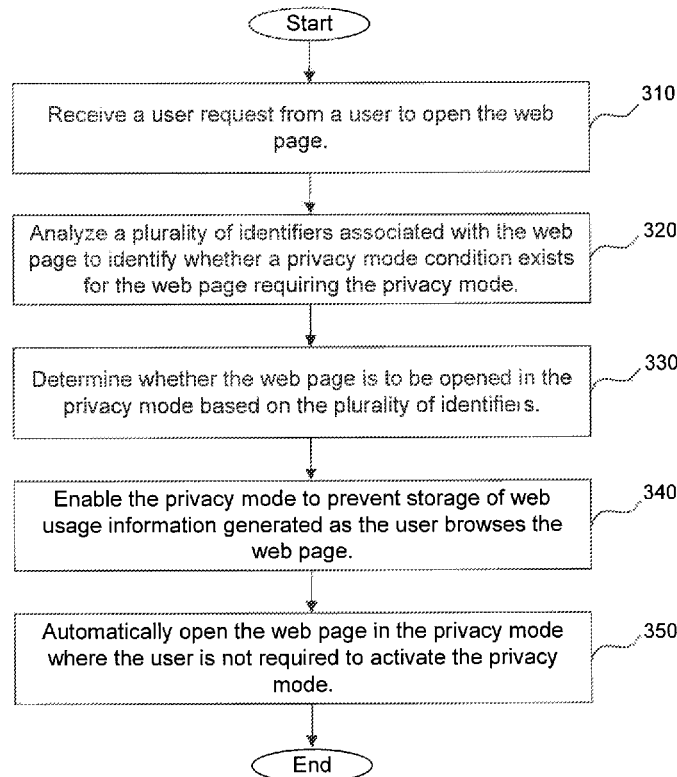 Start
Receive a user request from a user to open the web
page.
310
Analyze a plurality of identifiers associated with the web
page to identify whether a privacy mode condition exists
for the web page requiring the privacy mode.
320
Determine whether the web page is to be opened in the
privacy mode based on the plurality of identifiers.
330
Enable the privacy mode to prevent storage of web
usage information generated as the user browses the
web page.
340
Automatically open the web page in the privacy mode
where the user is not required to activate the privacy
mode.
350
End